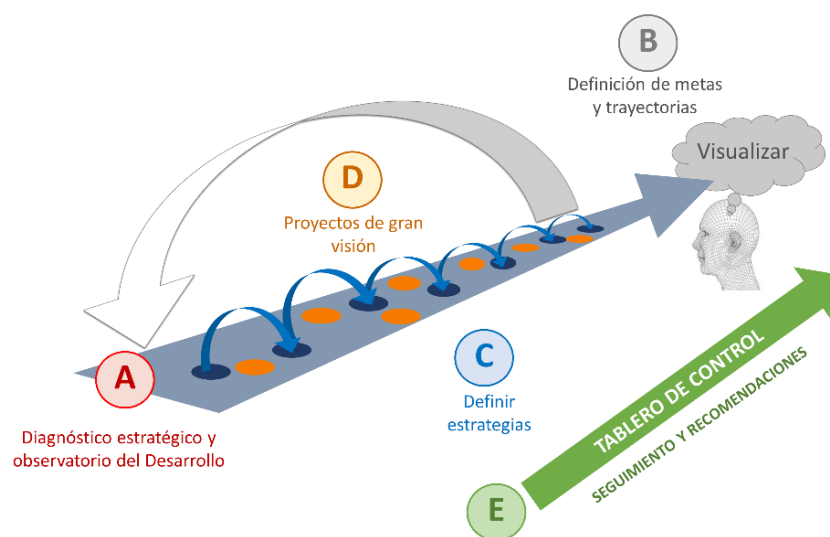 B
Definición de metas
y trayectorias
Visualizar
D
Proyectos de gran
visión
A
Diagnóstico estratégico y
observatorio del Desarrollo
C
Definir
estrategias
TABLERO DE CONTROL
SEGUIMIENTO Y RECOMENDACIONES
E